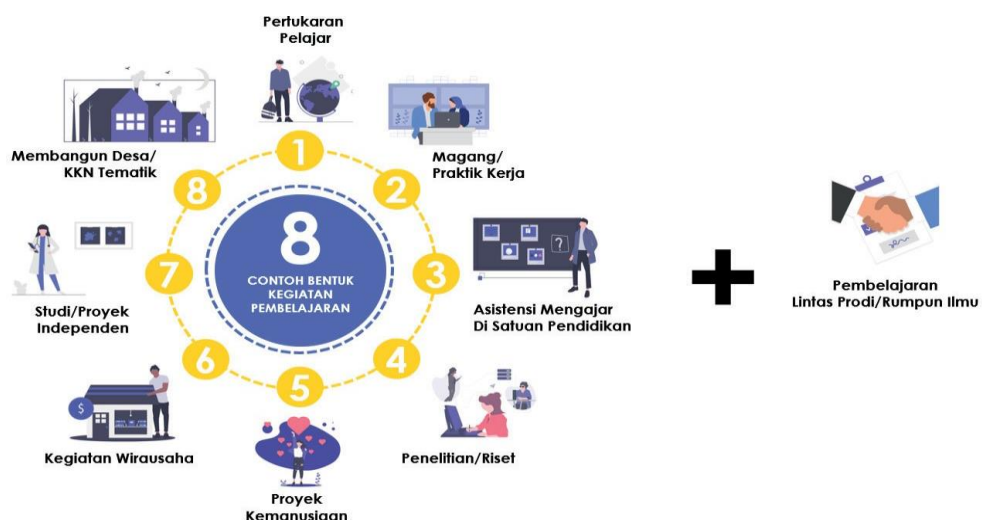 Pertukaran
Pelajar
1
Magang/
Praktik Kerja
2
Asistensi Mengajar
Di Satuan Pendidikan
3
Penelitian/Riset
4
Proyek
Kemanusiaan
5
Kegiatan Wirausaha
6
$
Studi/Proyek
Independen
7
Membangun Desa/
KKN Tematik
8
8
CONTOH BENTUK
KEGIATAN
PEMBELAJARAN
?
+
Pembelajaran
Lintas Prodi/Rumpun Ilmu